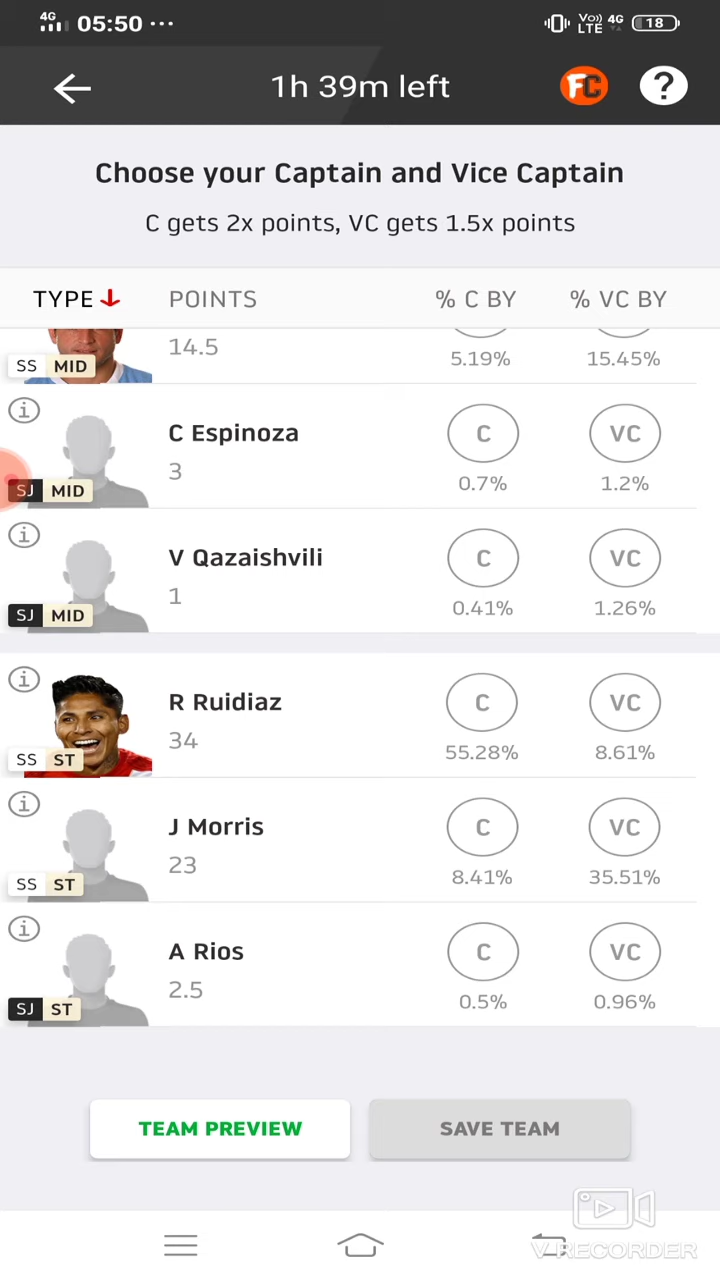 4G 05:50 ... Vo)) LTE 4G 18
1h 39m left FC ?
Choose your Captain and Vice Captain
C gets 2x points, VC gets 1.5x points
TYPE POINTS % C BY % VC BY
14.5 5.19% 15.45%
SS MID
i C Espinoza C VC
3 0.7% 1.2%
SJ MID
i V Qazaishvili C VC
1 0.41% 1.26%
SJ MID
i R Ruidiaz C VC
34 55.28% 8.61%
SS ST
i J Morris C VC
23 8.41% 35.51%
SS ST
i A Rios C VC
2.5 0.5% 0.96%
SJ ST
TEAM PREVIEW SAVE TEAM
V RECORDER